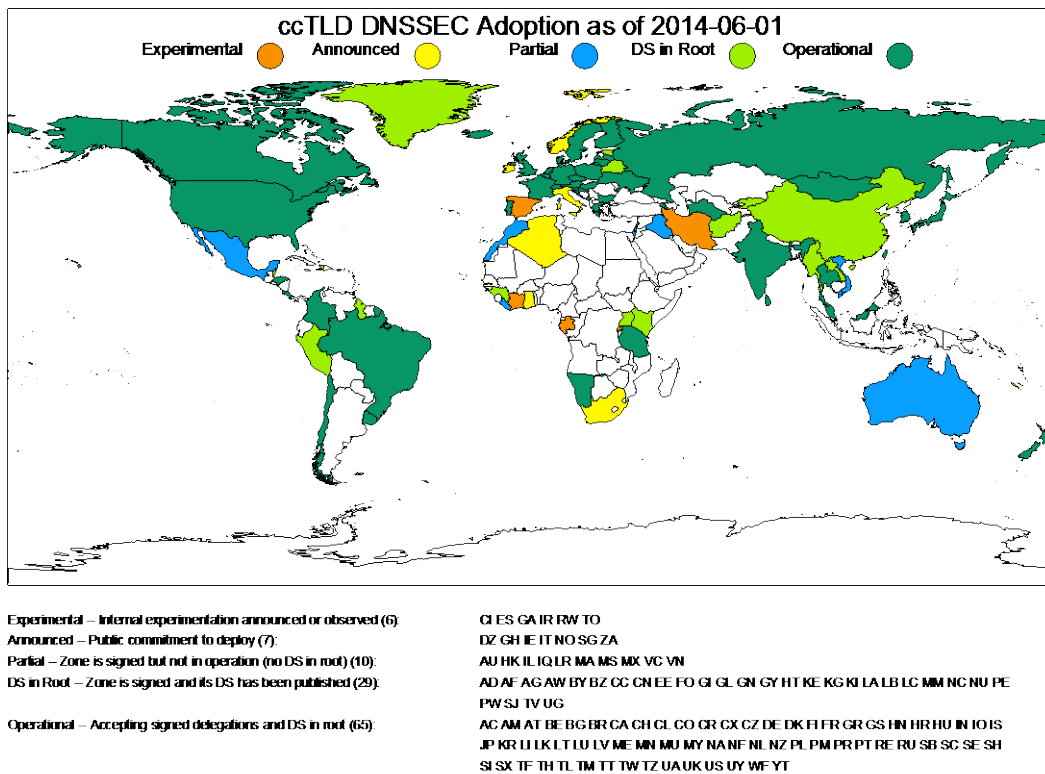 ccTLD DNSSEC Adoption as of 2014-06-01
Experimental Announced Partial DS in Root Operational
Experimental – Internal experimentation announced or observed (6): CI ES GA IR RW TO
Announced – Public commitment to deploy (7): DZ GH IE IT NO SG ZA
Partial – Zone is signed but not in operation (no DS in root) (10): AU HK IL IQ LR MA MS MX VC VN
DS in Root – Zone is signed and its DS has been published (29): AD AF AG AW BY BZ CC CN EE FO GI GL GN GY HT KE KG KI LA LB LC MM NC NU PE
PW SJ TV UG
Operational – Accepting signed delegations and DS in root (65): AC AM AT BE BG BR CA CH CL CO CR CX CZ DE DK FI FR GR GS HN HR HU IN IO IS
JP KR LI LK LT LU LV ME MN MU MY NA NF NL NZ PL PM PR PT RE RU SB SC SE SH
SI SX TF TH TL TM TT TW TZ UA UK US UY WF YT